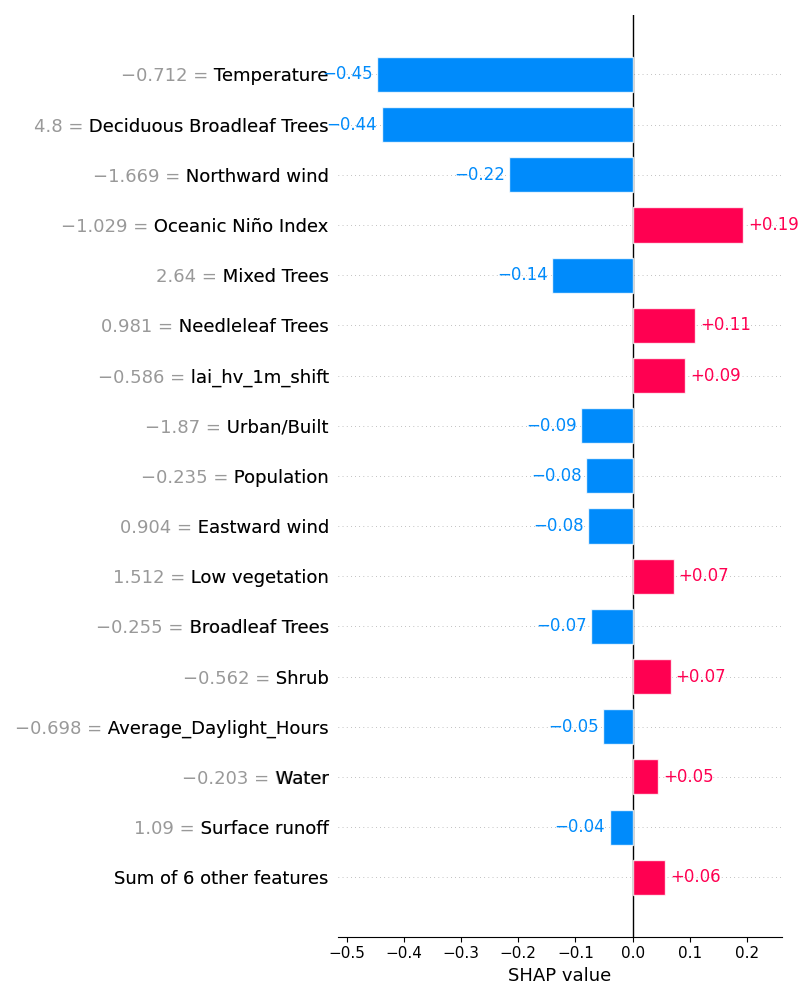 −0.712 = Temperature −0.45
4.8 = Deciduous Broadleaf Trees −0.44
−1.669 = Northward wind −0.22
−1.029 = Oceanic Niño Index +0.19
2.64 = Mixed Trees −0.14
0.981 = Needleleaf Trees +0.11
−0.586 = lai_hv_1m_shift +0.09
−1.87 = Urban/Built −0.09
−0.235 = Population −0.08
0.904 = Eastward wind −0.08
1.512 = Low vegetation +0.07
−0.255 = Broadleaf Trees −0.07
−0.562 = Shrub +0.07
−0.698 = Average_Daylight_Hours −0.05
−0.203 = Water +0.05
1.09 = Surface runoff −0.04
Sum of 6 other features +0.06
−0.5 −0.4 −0.3 −0.2 −0.1 0.0 0.1 0.2
SHAP value